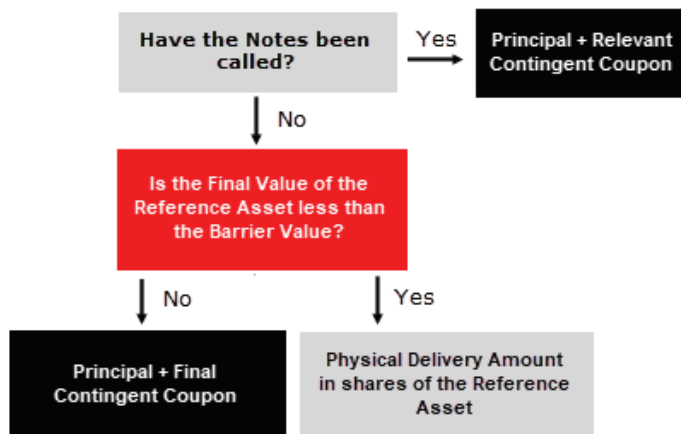 Have the Notes been
called?
Yes
Principal + Relevant
Contingent Coupon
No
Is the Final Value of the
Reference Asset less than
the Barrier Value?
No
Yes
Principal + Final
Contingent Coupon
Physical Delivery Amount
in shares of the Reference
Asset